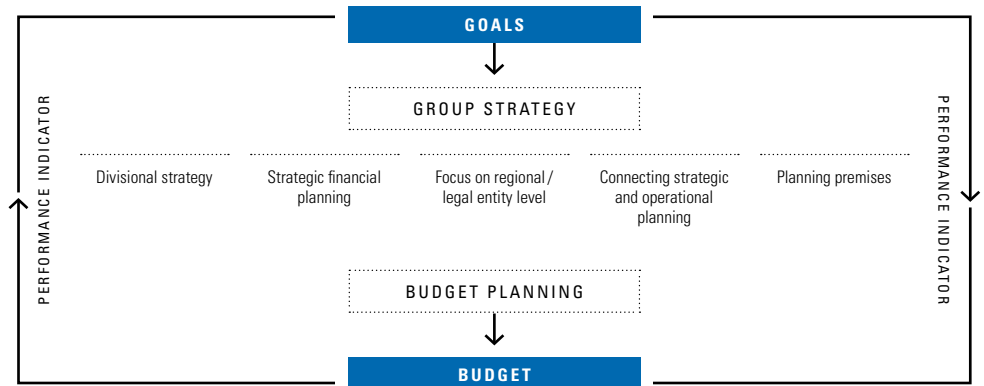 GOALS
GROUP STRATEGY
PERFORMANCE INDICATOR
PERFORMANCE INDICATOR
Divisional strategy
Strategic financial
planning
Focus on regional / 
legal entity level
Connecting strategic
and operational
planning
Planning premises
BUDGET PLANNING
BUDGET